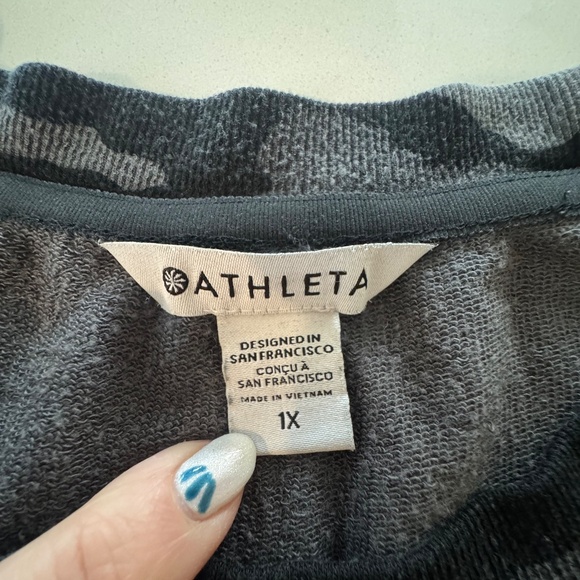 ATHLETA
DESIGNED IN
SAN FRANCISCO
CONÇU À
SAN FRANCISCO
MADE IN VIETNAM
1X